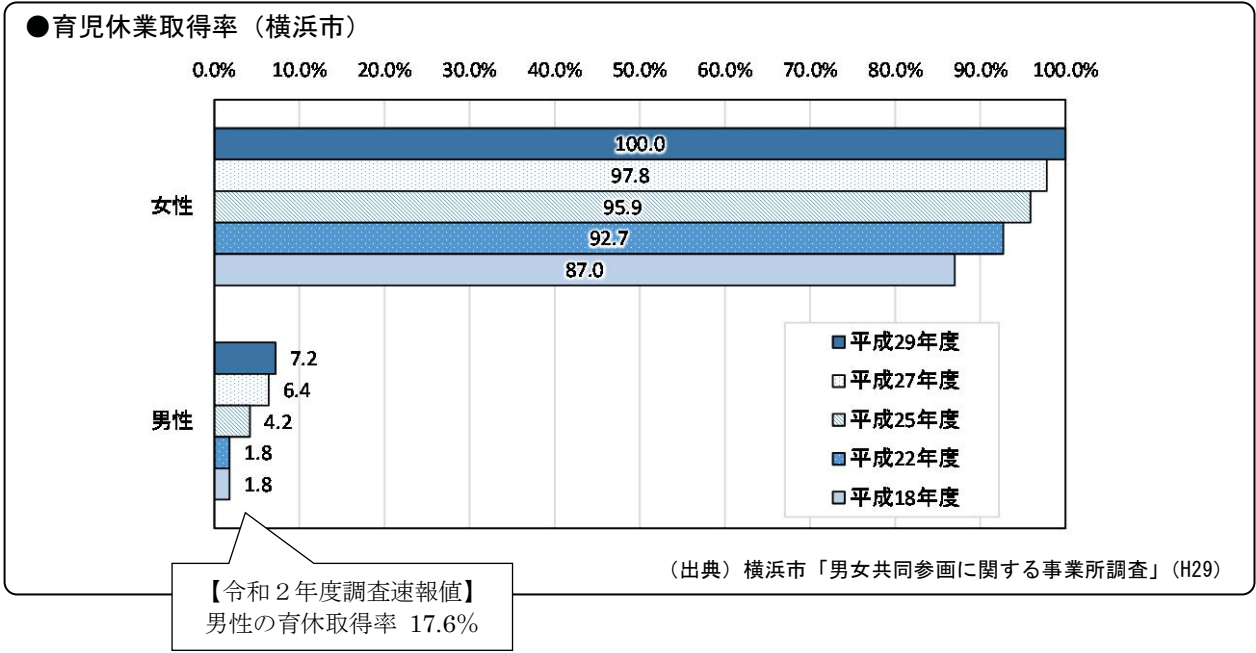 ●育児休業取得率（横浜市）
0.0% 10.0% 20.0% 30.0% 40.0% 50.0% 60.0% 70.0% 80.0% 90.0% 100.0%
女性
100.0
97.8
95.9
92.7
87.0
男性
7.2
6.4
4.2
1.8
1.8
平成29年度
平成27年度
平成25年度
平成22年度
平成18年度
（出典）横浜市「男女共同参画に関する事業所調査」(H29)
【令和２年度調査速報値】
男性の育休取得率 17.6%